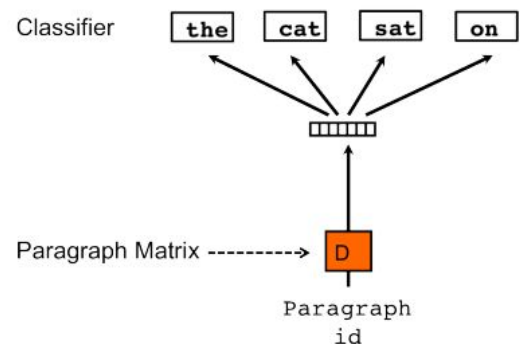 Classifier the cat sat on
Paragraph Matrix D
Paragraph
id